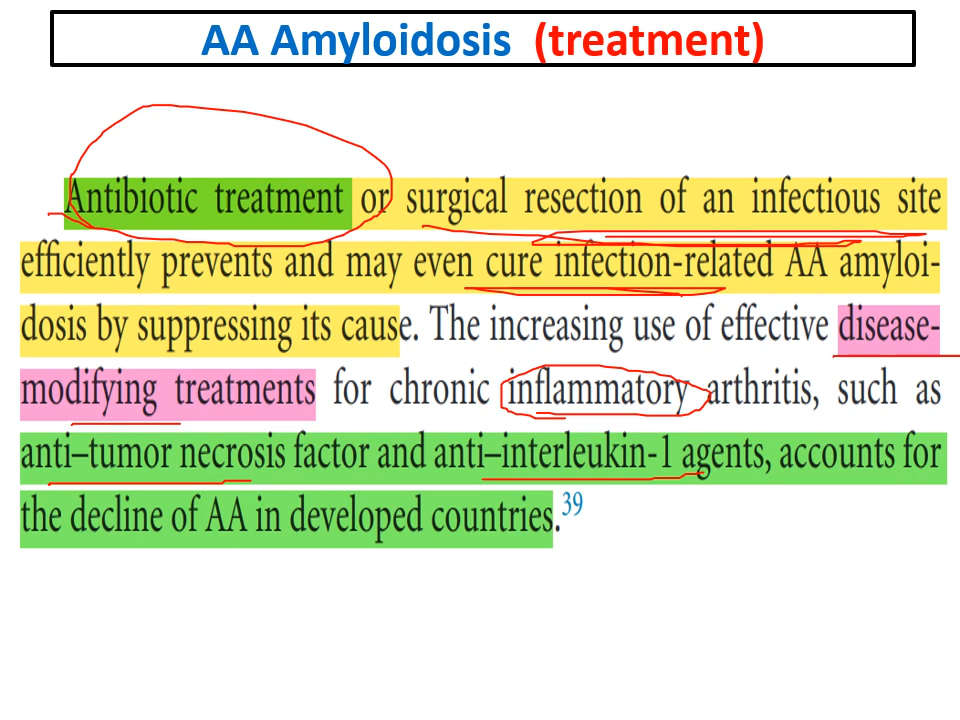 AA Amyloidosis (treatment)
Antibiotic treatment or surgical resection of an infectious site
efficiently prevents and may even cure infection-related AA amyloi-
dosis by suppressing its cause. The increasing use of effective disease-
modifying treatments for chronic inflammatory arthritis, such as
anti–tumor necrosis factor and anti–interleukin-1 agents, accounts for
the decline of AA in developed countries.39